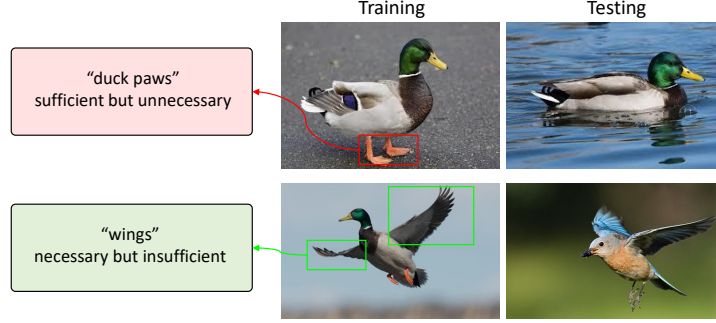 Training
Testing
“duck paws”
sufficient but unnecessary
“wings”
necessary but insufficient